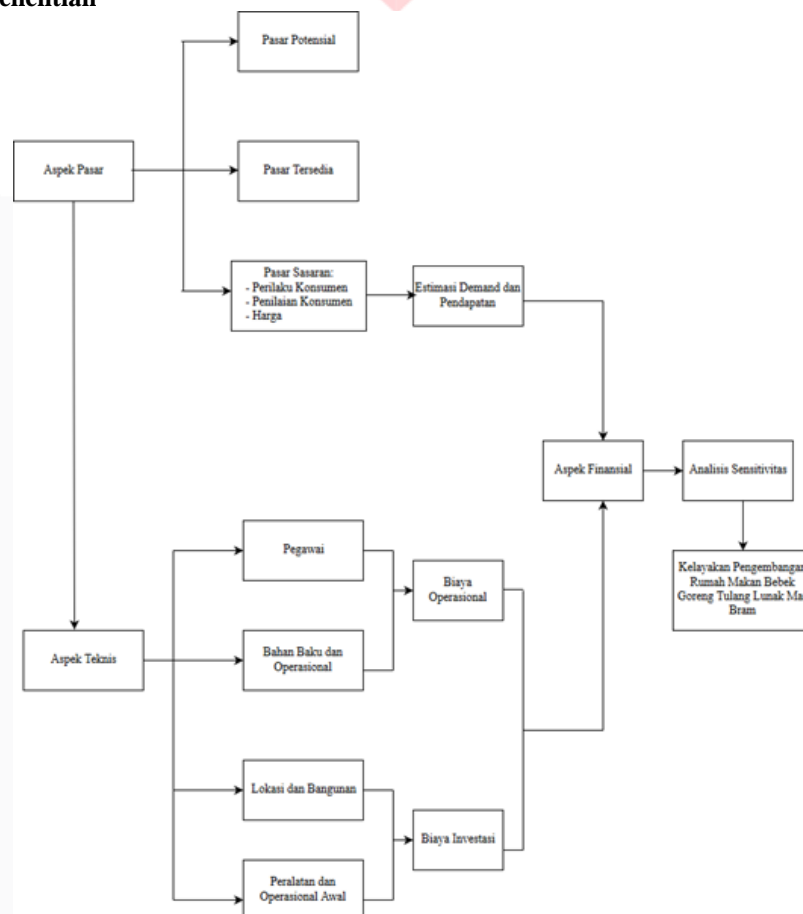 Pasar Potensial
Aspek Pasar
Pasar Tersedia
Pasar Sasaran:
- Perilaku Konsumen
- Penilaian Konsumen
- Harga
Estimasi Demand dan
Pendapatan
Aspek Finansial
Analisis Sensitivitas
Kelayakan Pengembangan
Rumah Makan Bebek
Goreng Tulang Lunak Ma
Bram
Pegawai
Biaya
Operasional
Aspek Teknis
Bahan Baku dan
Operasional
Lokasi dan Bangunan
Biaya Investasi
Peralatan dan
Operasional Awal